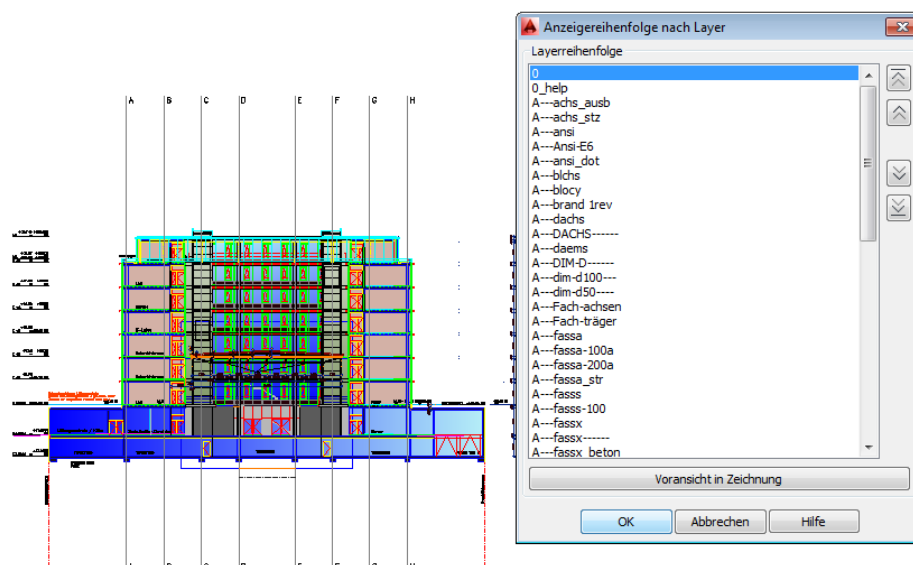 A B C D E F G H
Anzeigereihenfolge nach Layer
Layerreihenfolge
0
0_help
A---achs_ausb
A---achs_stz
A---ansi
A---Ansi-E6
A---ansi_dot
A---blchs
A---blocy
A---brand 1rev
A---dachs
A---DACHS------
A---daems
A---DIM-D------
A---dim-d100---
A---dim-d50----
A---Fach-achsen
A---Fach-träger
A---fassa
A---fassa-100a
A---fassa-200a
A---fassa_str
A---fasss
A---fasss-100
A---fassx
A---fassx------
A---fassx_beton
Voransicht in Zeichnung
OK
Abbrechen
Hilfe